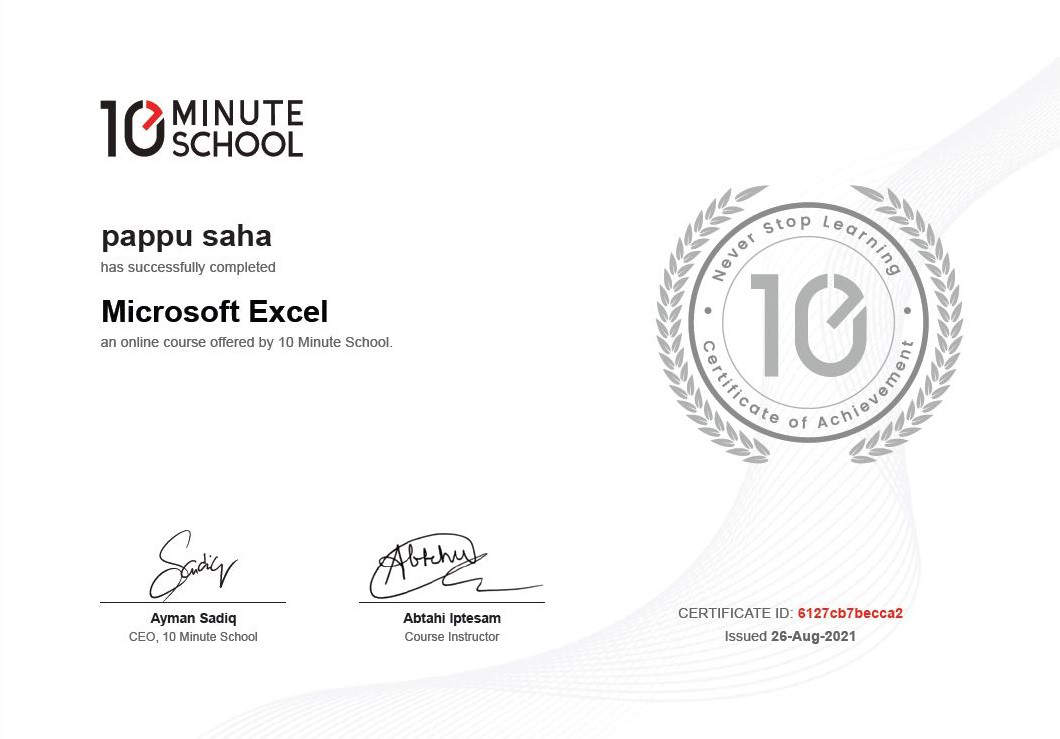 10 MINUTE
SCHOOL
pappu saha
has successfully completed
Microsoft Excel
an online course offered by 10 Minute School.
Never Stop Learning
10
Certificate of Achievement
Sadiq
Abtahi
Ayman Sadiq
CEO, 10 Minute School
Abtahi Iptesam
Course Instructor
CERTIFICATE ID: 6127cb7becca2
Issued 26-Aug-2021